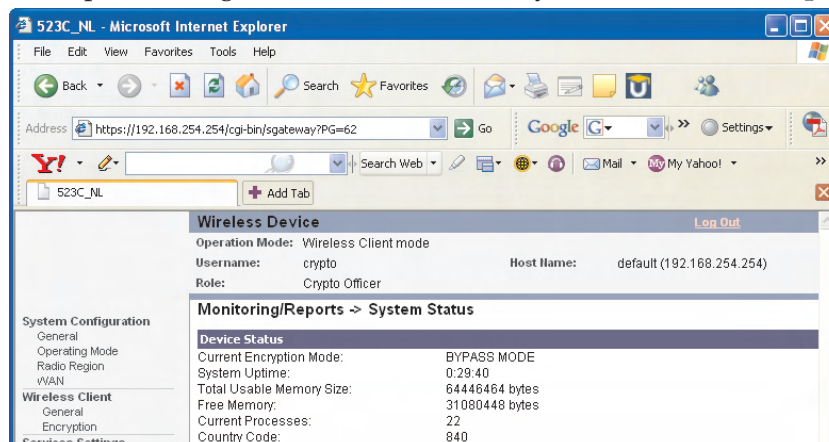 523C_NL - Microsoft Internet Explorer
File Edit View Favorites Tools Help
Back Search Favorites
Address https://192.168.254.254/cgi-bin/sgateway?PG=62 Go Google G Settings
Y! Search Web Mail My My Yahoo!
523C_NL Add Tab
Wireless Device Log Out
Operation Mode: Wireless Client mode
Username: crypto Host Name: default (192.168.254.254)
Role: Crypto Officer
Monitoring/Reports -> System Status
System Configuration
General
Operating Mode
Radio Region
WAN
Wireless Client
General
Encryption
Services Settings
Device Status
Current Encryption Mode: BYPASS MODE
System Uptime: 0:29:40
Total Usable Memory Size: 64446464 bytes
Free Memory: 31080448 bytes
Current Processes: 22
Country Code: 840